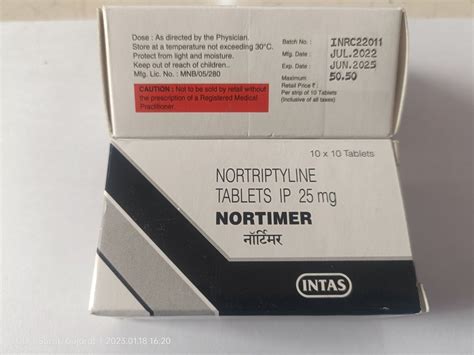 Dose : As directed by the Physician.
Store at a temperature not exceeding 30°C.
Protect from light and moisture.
Keep out of reach of children..
Mfg. Lic. No. : MNB/05/280
CAUTION : Not to be sold by retail without
the prescription of a Registered Medical
Practitioner
Batch No. : INRC22011
Mfg. Date : JUL.2022
Exp. Date : JUN.2025
Maximum 50.50
Retail Price ₹ :
Per strip of 10 Tablets
(Inclusive of all taxes)
10 x 10 Tablets
NORTRIPTYLINE
TABLETS IP 25 mg
NORTIMER
नॉर्टिमर
INTAS
Gujarat 2023.01.18 16:20